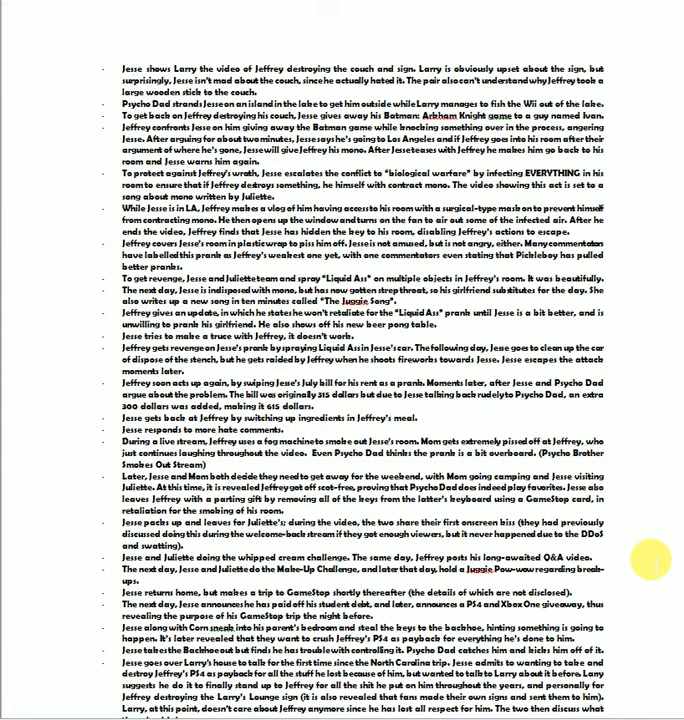 - Jesse shows Larry the video of Jeffrey destroying the couch and sign. Larry is obviously upset about the sign, but
surprisingly, Jesse isn't mad about the couch, since he actually hated it. The pair also can't understand why Jeffrey took a
large wooden stick to the couch.
- Psycho Dad strands Jesse on an island in the lake to get him outside while Larry manages to fish the Wii out of the lake.
- To get back on Jeffrey destroying his couch, Jesse gives away his Batman: Arkham Knight game to a guy named Ivan.
- Jeffrey confronts Jesse on him giving away the Batman game while knocking something over in the process, angering
Jesse. After arguing for about two minutes, Jesse says he's going to Los Angeles and if Jeffrey goes into his room after their
argument of where he's gone, Jesse will give Jeffrey his mono. After Jesse teases with Jeffrey he makes him go back to his
room and Jesse warns him again.
- To protect against Jeffrey's wrath, Jesse escalates the conflict to "biological warfare" by infecting EVERYTHING in his
room to ensure that if Jeffrey destroys something, he himself with contract mono. The video showing this act is set to a
song about mono written by Juliette.
- While Jesse is in LA, Jeffrey makes a vlog of him having access to his room with a surgical-type mask on to prevent himself
from contracting mono. He then opens up the window and turns on the fan to air out some of the infected air. After he
ends the video, Jeffrey finds that Jesse has hidden the key to his room, disabling Jeffrey's actions to escape.
- Jeffrey covers Jesse's room in plastic wrap to piss him off. Jesse is not amused, but is not angry, either. Many commentators
have labelled this prank as Jeffrey's weakest one yet, with one commentators even stating that Pickleboy has pulled
better pranks.
- To get revenge, Jesse and Juliette team and spray "Liquid Ass" on multiple objects in Jeffrey's room. It was beautifully.
- The next day, Jesse is indisposed with mono, but has now gotten strep throat, so his girlfriend substitutes for the day. She
also writes up a new song in ten minutes called "The Juggie Song".
- Jeffrey gives an update, in which he states he won't retaliate for the "Liquid Ass" prank until Jesse is a bit better, and is
unwilling to prank his girlfriend. He also shows off his new beer pong table.
- Jesse tries to make a truce with Jeffrey, it doesn't work.
- Jeffrey gets revenge on Jesse's prank by spraying Liquid Ass in Jesse's car. The following day, Jesse goes to clean up the car
of dispose of the stench, but he gets raided by Jeffrey when he shoots fireworks towards Jesse. Jesse escapes the attack
moments later.
- Jeffrey soon acts up again, by swiping Jesse's July bill for his rent as a prank. Moments later, after Jesse and Psycho Dad
argue about the problem. The bill was originally 315 dollars but due to Jesse talking back rudely to Psycho Dad, an extra
300 dollars was added, making it 615 dollars.
- Jesse gets back at Jeffrey by switching up ingredients in Jeffrey's meal.
- Jesse responds to more hate comments.
- During a live stream, Jeffrey uses a fog machine to smoke out Jesse's room. Mom gets extremely pissed off at Jeffrey, who
just continues laughing throughout the video. Even Psycho Dad thinks the prank is a bit overboard. (Psycho Brother
Smokes Out Stream)
- Later, Jesse and Mom both decide they need to get away for the weekend, with Mom going camping and Jesse visiting
Juliette. At this time, it is revealed Jeffrey got off scot-free, proving that Psycho Dad does indeed play favorites. Jesse also
leaves Jeffrey with a parting gift by removing all of the keys from the latter's keyboard using a GameStop card, in
retaliation for the smoking of his room.
- Jesse packs up and leaves for Juliette's; during the video, the two share their first onscreen kiss (they had previously
discussed doing this during the welcome-back stream if they got enough viewers, but it never happened due to the DDoS
and swatting).
- Jesse and Juliette doing the whipped cream challenge. The same day, Jeffrey posts his long-awaited Q&A video.
- The next day, Jesse and Juliette do the Make-Up Challenge, and later that day, hold a Juggie Pow-wow regarding break-
ups.
- Jesse returns home, but makes a trip to GameStop shortly thereafter (the details of which are not disclosed).
- The next day, Jesse announces he has paid off his student debt, and later, announces a PS4 and Xbox One giveaway, thus
revealing the purpose of his GameStop trip the night before.
- Jesse along with Corn sneak into his parent's bedroom and steal the keys to the backhoe, hinting something is going to
happen. It's later revealed that they want to crush Jeffrey's PS4 as payback for everything he's done to him.
- Jesse takes the Backhoe out but finds he has trouble with controlling it. Psycho Dad catches him and kicks him off of it.
- Jesse goes over Larry's house to talk for the first time since the North Carolina trip. Jesse admits to wanting to take and
destroy Jeffrey's PS4 as payback for all the stuff he lost because of him, but wanted to talk to Larry about it before. Larry
suggests he do it to finally stand up to Jeffrey for all the shit he put on him throughout the years, and personally for
Jeffrey destroying the Larry's Lounge sign (it is also revealed that fans made their own signs and sent them to him).
Larry, at this point, doesn't care about Jeffrey anymore since he has lost all respect for him. The two then discuss what